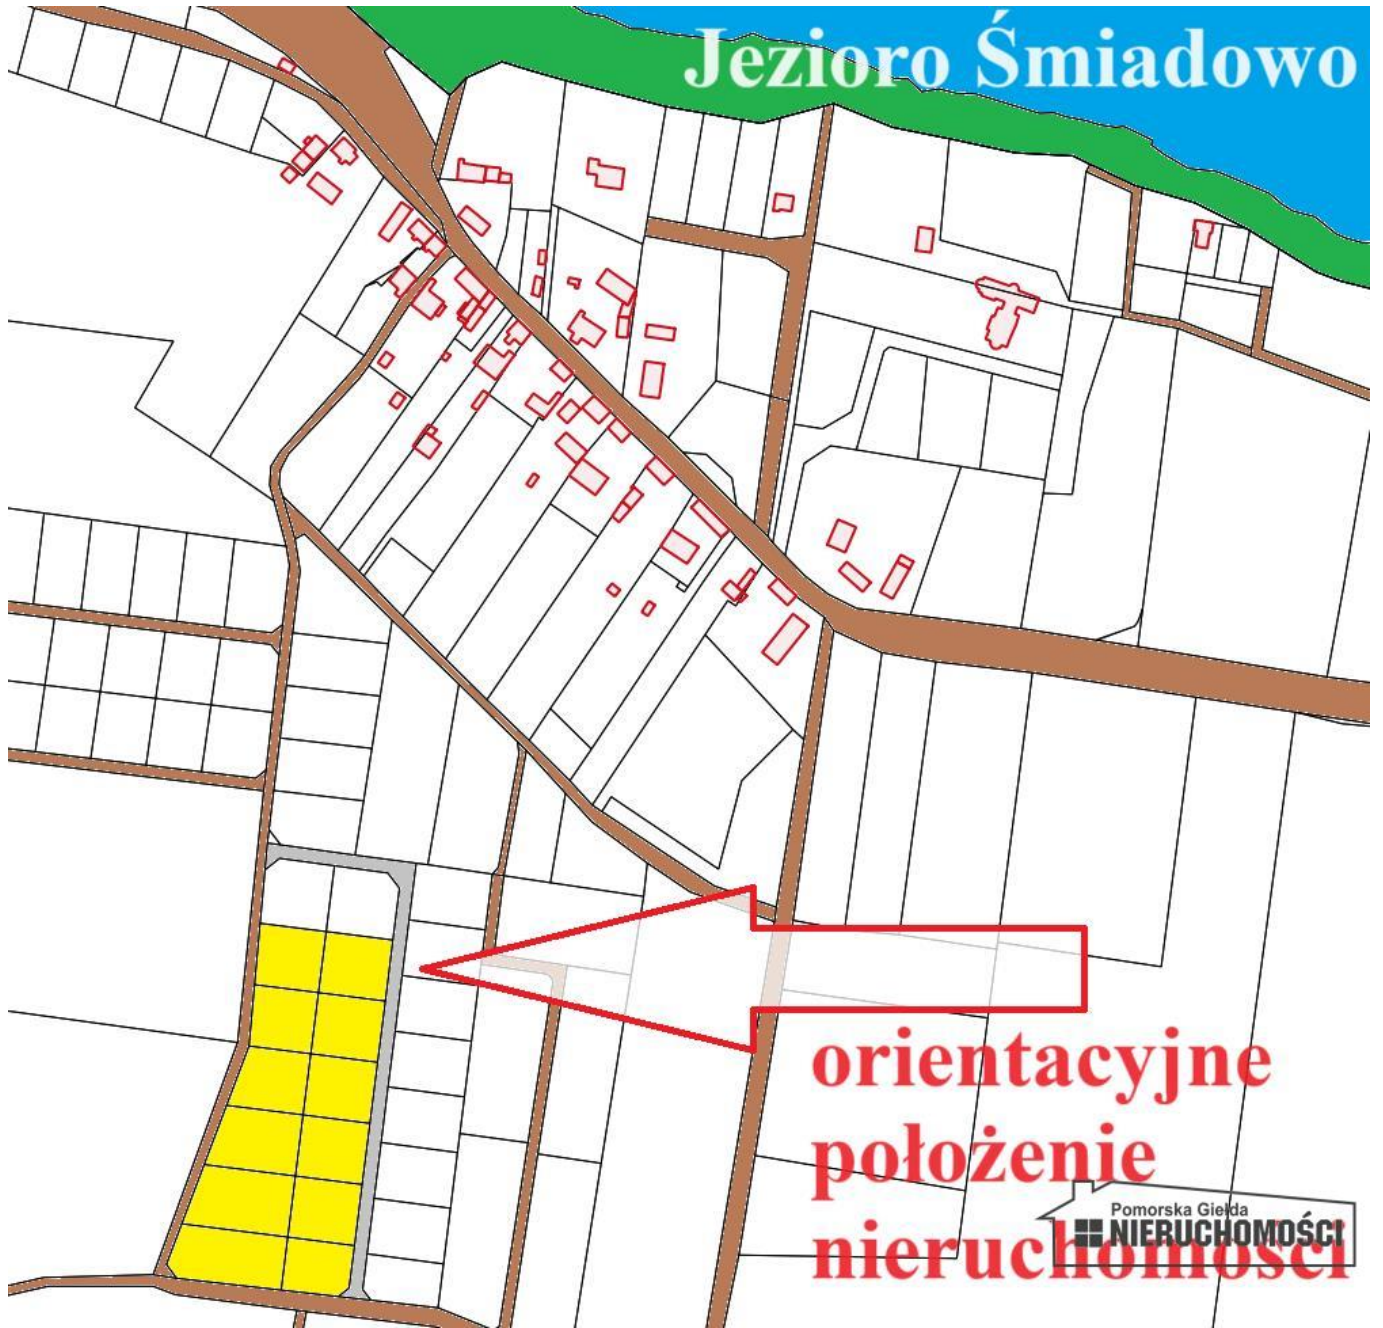 Jezioro Śmiadowo
orientacyjne
położenie
nieruchomości
Pomorska Giełda
NIERUCHOMOŚCI